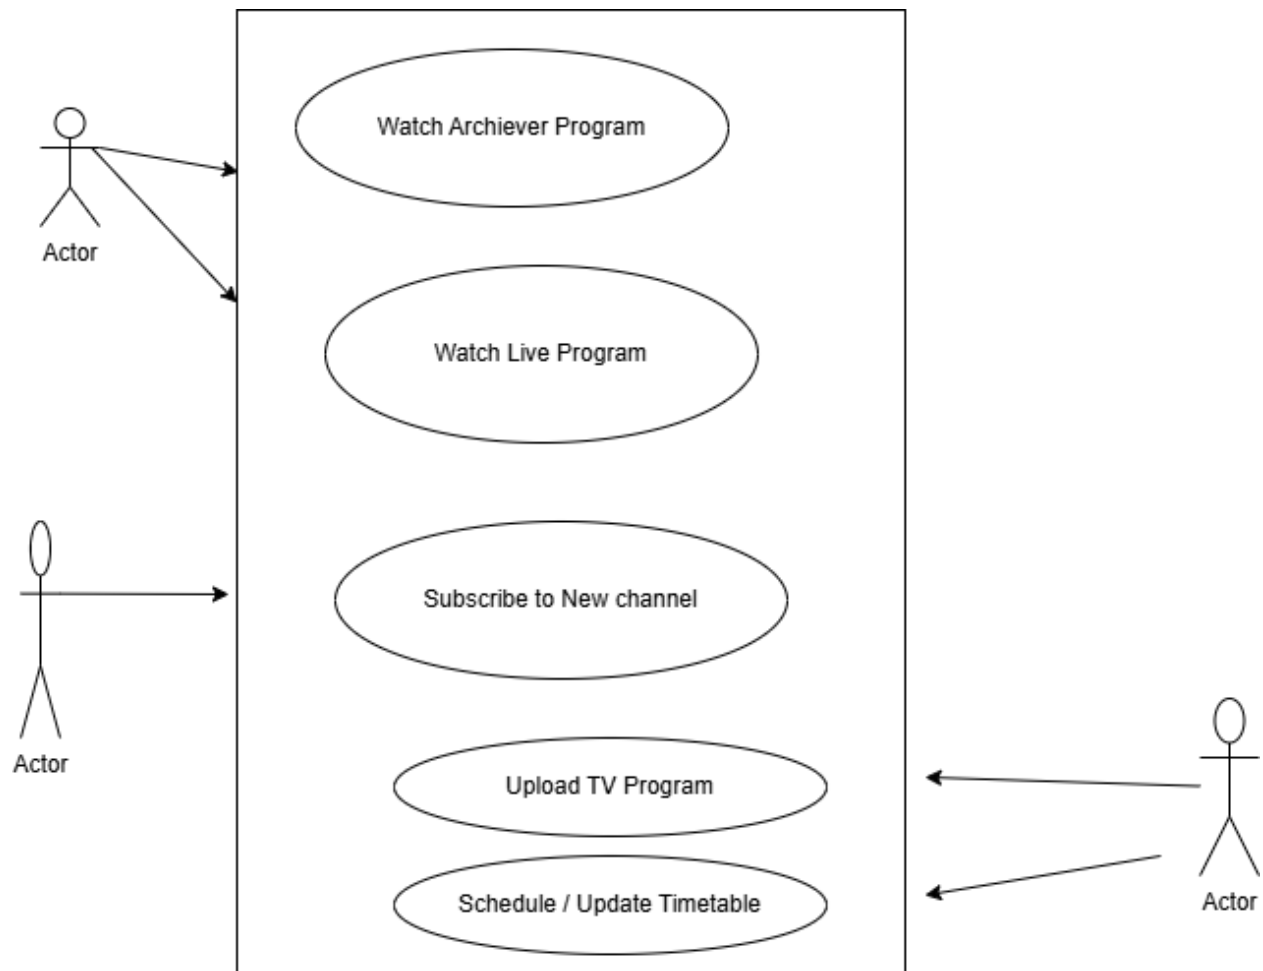 Watch Archiever Program
Actor
Watch Live Program
Subscribe to New channel
Actor
Upload TV Program
Schedule / Update Timetable
Actor